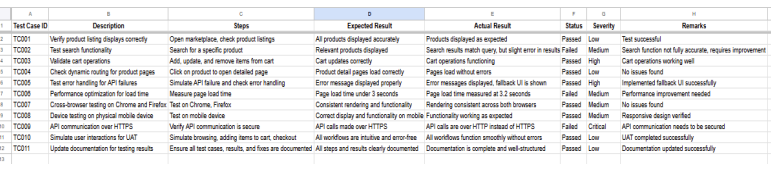 A B C D E F G H
1 Test Case ID Description Steps Expected Result Actual Result Status Severity Remarks
2 TC001 Verify product listing displays correctly Open marketplace, check product listings All products displayed accurately Products displayed as expected Passed Low Test successful
3 TC002 Test search functionality Search for a specific product Relevant products displayed Search results match query, but slight error in results Failed Medium Search function not fully accurate, requires improvement
4 TC003 Validate cart operations Add, update, and remove items from cart Cart updates correctly Cart operations functioning Passed High Cart operations working well
5 TC004 Check dynamic routing for product pages Click on product to open detailed page Product detail pages load correctly Pages load without errors Passed Low No issues found
6 TC005 Test error handling for API failures Simulate API failure and check error handling Error message displayed properly Error messages displayed, fallback UI is shown Passed High Implemented fallback UI successfully
7 TC006 Performance optimization for load time Measure page load time Page load time under 3 seconds Page load time measured at 3.2 seconds Failed Medium Performance improvement needed
8 TC007 Cross-browser testing on Chrome and Firefox Test on Chrome, Firefox Consistent rendering and functionality Rendering consistent across both browsers Passed Medium No issues found
9 TC008 Device testing on physical mobile device Test on mobile device Correct display and functionality on mobile Functionality working as expected Passed Medium Responsive design verified
10 TC009 API communication over HTTPS Verify API communication is secure API calls made over HTTPS API calls are over HTTP instead of HTTPS Failed Critical API communication needs to be secured
11 TC010 Simulate user interactions for UAT Simulate browsing, adding items to cart, checkout All workflows are intuitive and error-free All workflows function smoothly without errors Passed Low UAT completed successfully
12 TC011 Update documentation for testing results Ensure all test cases, results, and fixes are documented All steps and results clearly documented Documentation is complete and well-structured Passed Low Documentation updated successfully
13